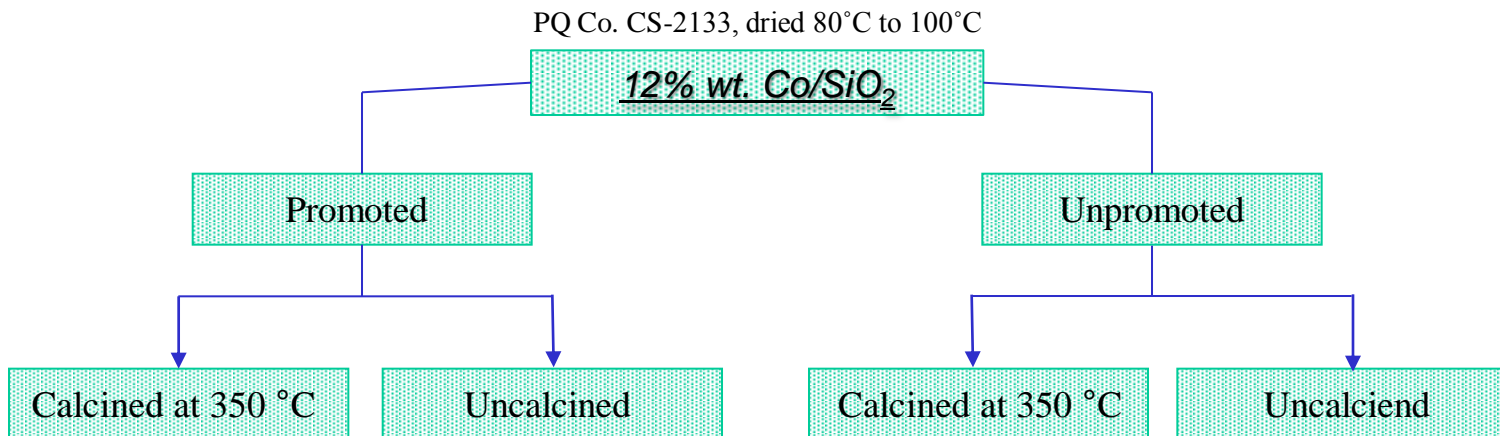 PQ Co. CS-2133, dried 80˚C to 100˚C
12% wt. Co/SiO2
Promoted
Unpromoted
Calcined at 350 °C
Uncalcined
Calcined at 350 °C
Uncalciend